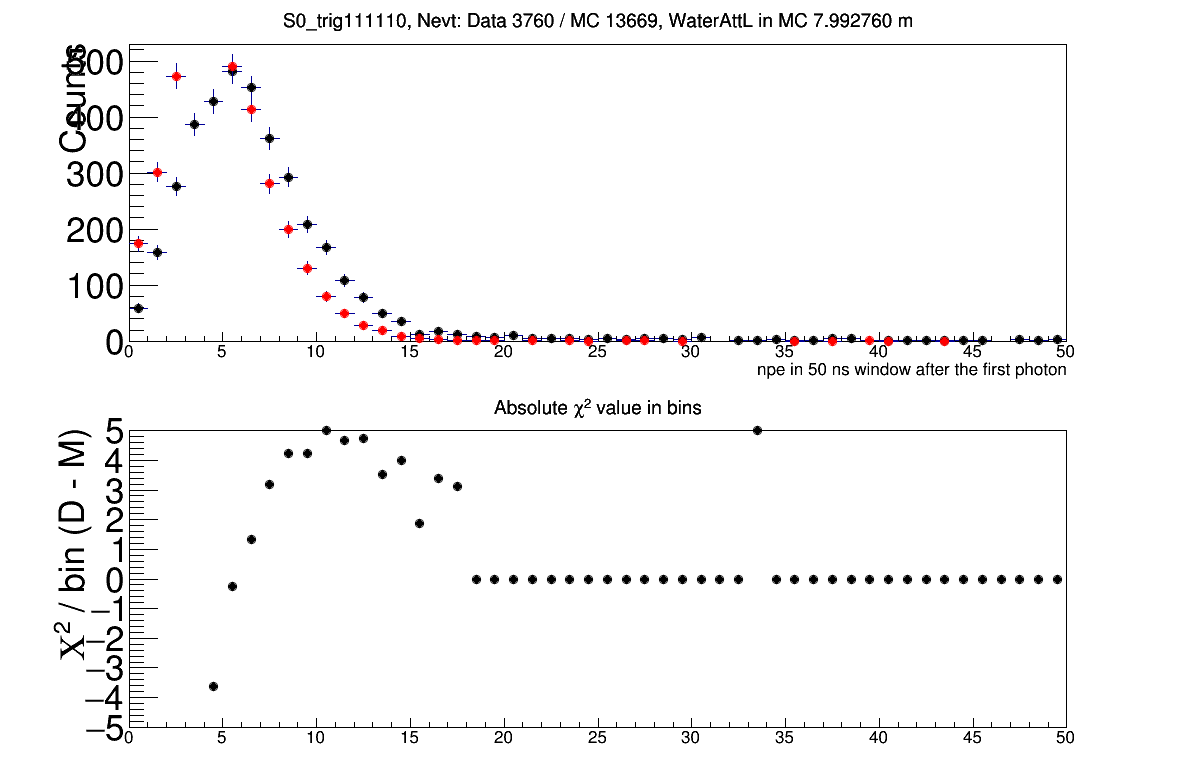 S0_trig111110, Nevt: Data 3760 / MC 13669, WaterAttL in MC 7.992760 m
Counts
500
400
300
200
100
0
0 5 10 15 20 25 30 35 40 45 50
npe in 50 ns window after the first photon
Absolute χ² value in bins
X² / bin (D - M)
5
4
3
2
1
0
−1
−2
−3
−4
−5
0 5 10 15 20 25 30 35 40 45 50